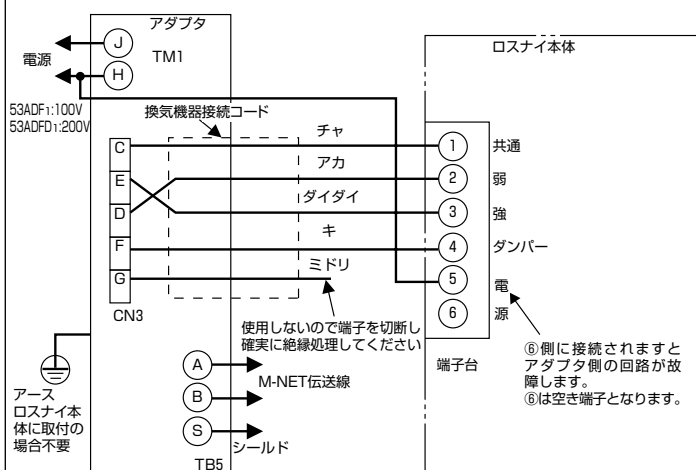 アダプタ
ロスナイ本体
J
TM1
電源
H
53ADF1:100V
53ADFD1:200V
換気機器接続コード
C
チャ
1
共通
E
アカ
2
弱
D
ダイダイ
3
強
F
キ
4
ダンパー
G
ミドリ
5
電
6
源
CN3
使用しないので端子を切断し
確実に絶縁処理してください
端子台
⑥側に接続されますと
アダプタ側の回路が故
障します。
⑥は空き端子となります。
アース
ロスナイ本
体に取付の
場合不要
A
M-NET伝送線
B
S
シールド
TB5